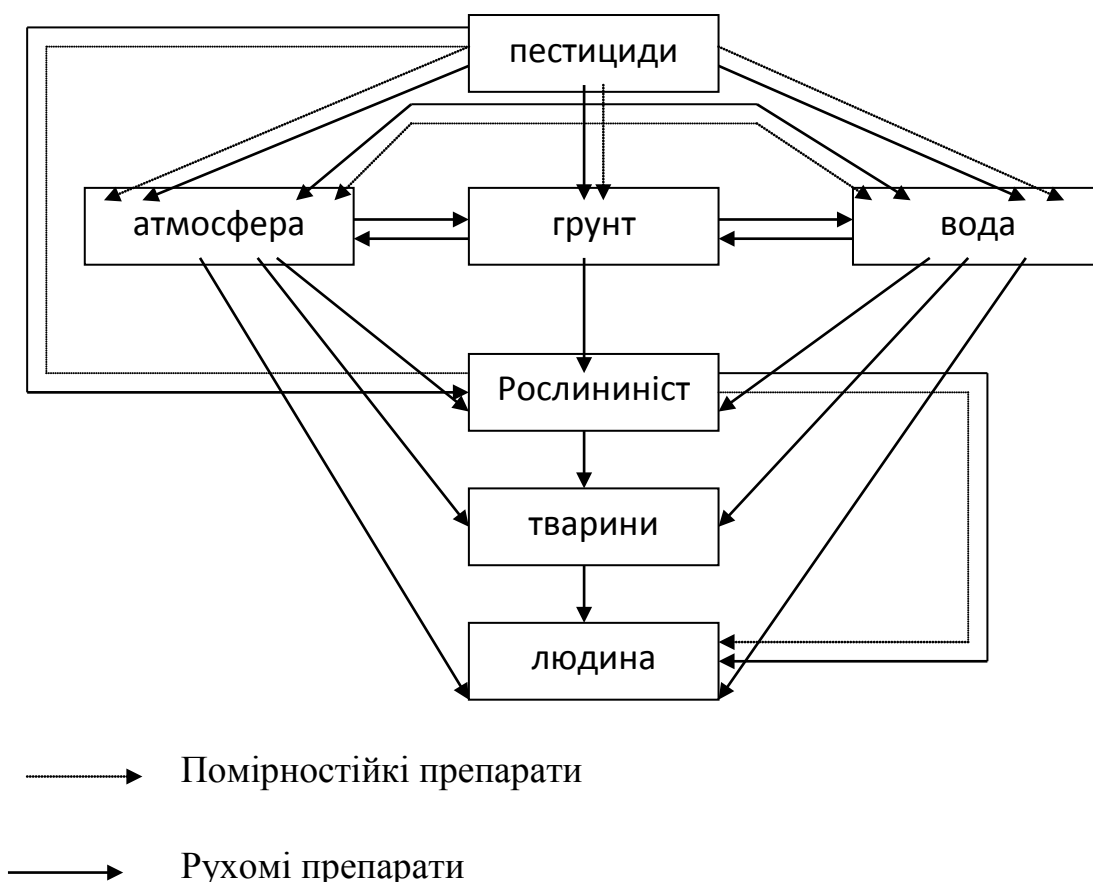 пестициди
атмосфера
грунт
вода
Рослининіст
тварини
людина
Помірностійкі препарати
Рухомі препарати